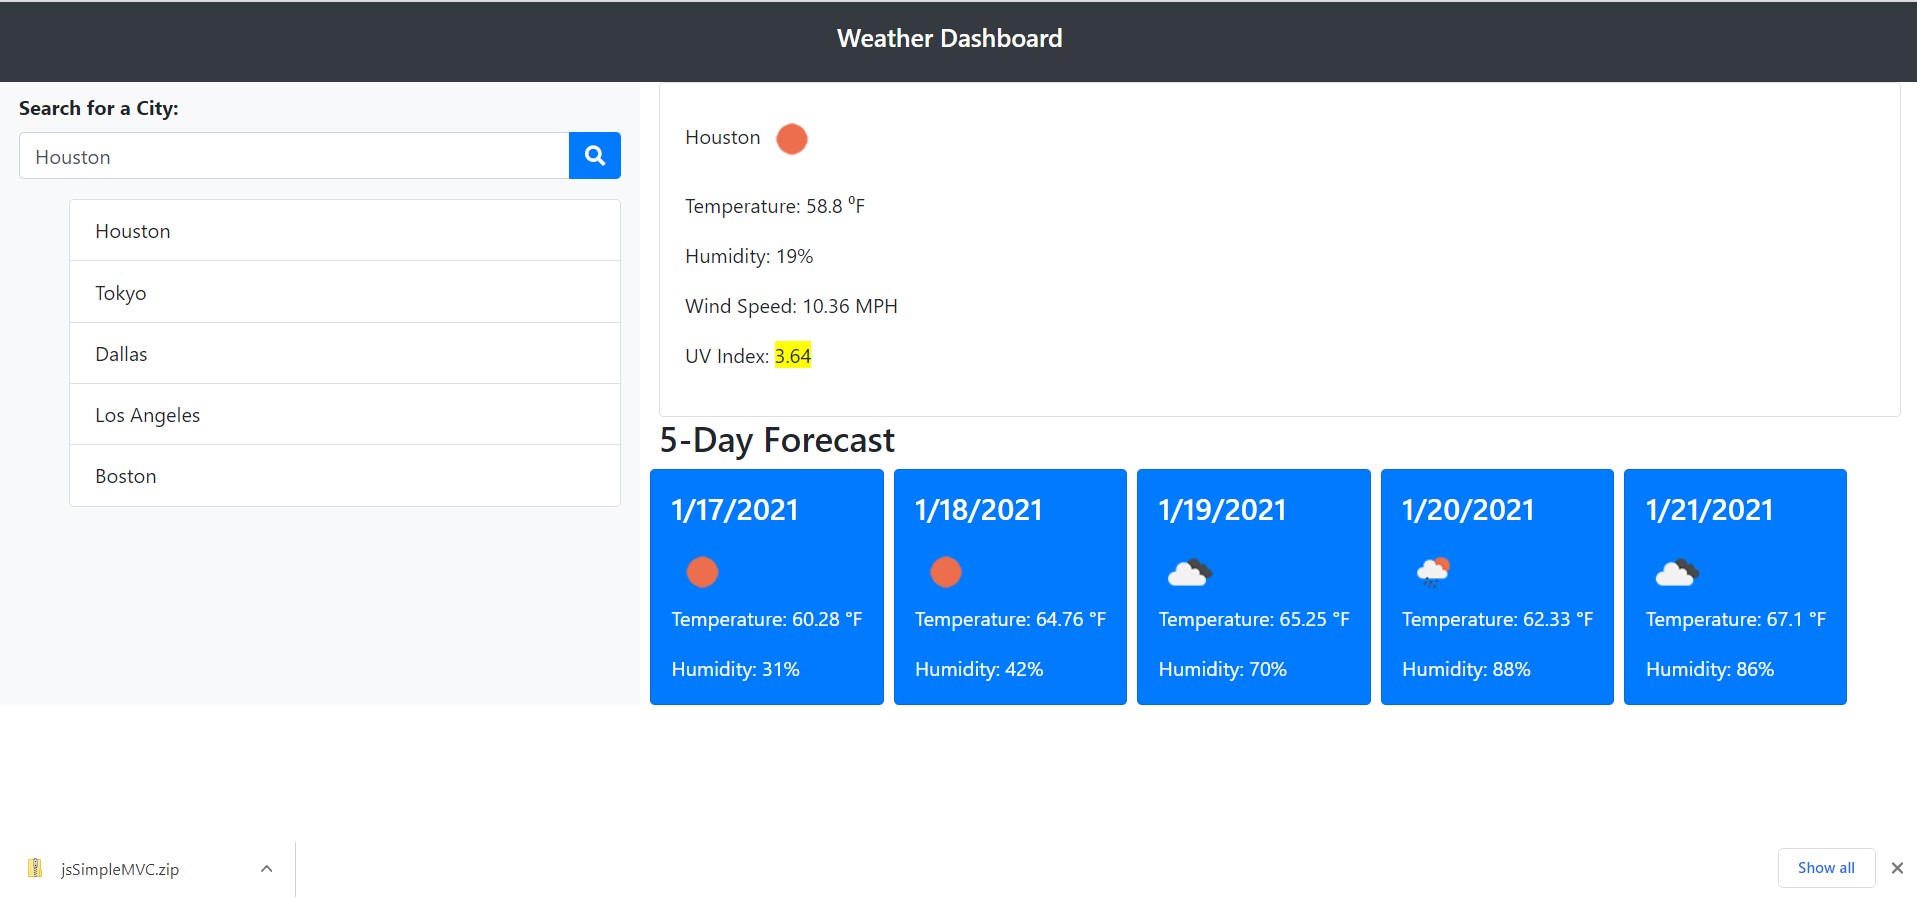 Weather Dashboard
Search for a City:
Houston
Houston
Tokyo
Dallas
Los Angeles
Boston
Houston
Temperature: 58.8 ⁰F
Humidity: 19%
Wind Speed: 10.36 MPH
UV Index: 3.64
5-Day Forecast
1/17/2021
Temperature: 60.28 °F
Humidity: 31%
1/18/2021
Temperature: 64.76 °F
Humidity: 42%
1/19/2021
Temperature: 65.25 °F
Humidity: 70%
1/20/2021
Temperature: 62.33 °F
Humidity: 88%
1/21/2021
Temperature: 67.1 °F
Humidity: 86%
jsSimpleMVC.zip
Show all